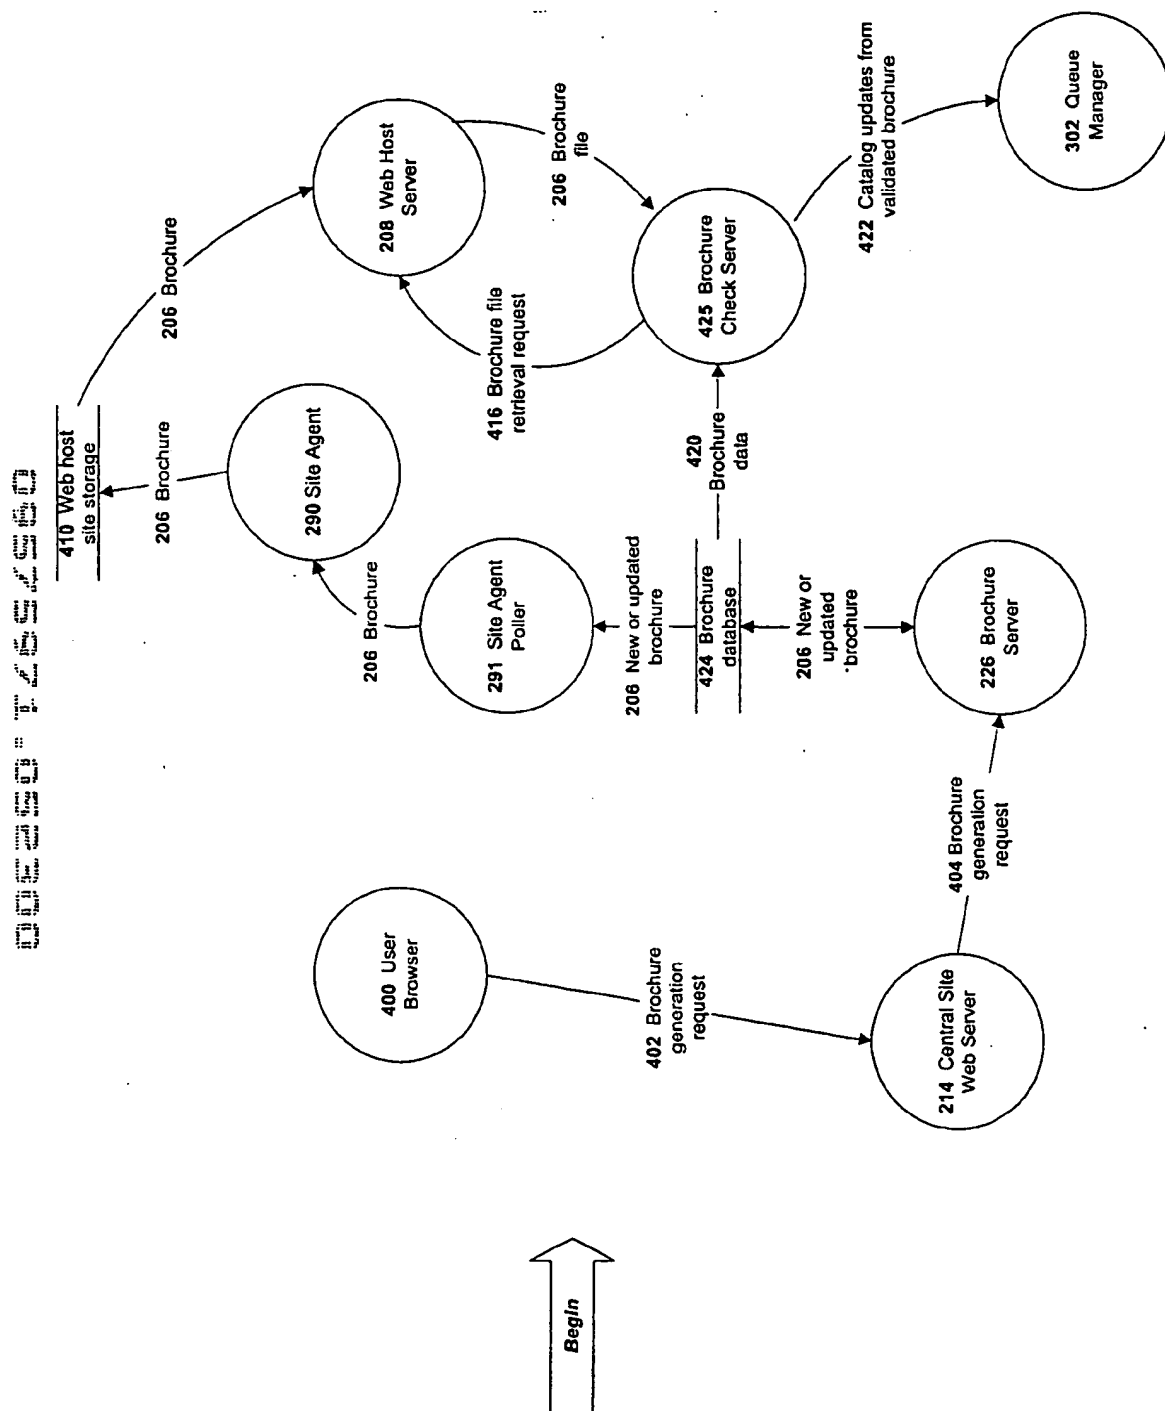 410 Web host
site storage
206 Brochure
206 Brochure
290 Site Agent
206 Brochure
208 Web Host
Server
400 User
Browser
291 Site Agent
Poller
416 Brochure file
retrieval request
206 Brochure
file
Begin
402 Brochure
generation
request
206 New or updated
brochure
424 Brochure
database
420
Brochure
data
425 Brochure
Check Server
206 New or
updated
brochure
422 Catalog updates from
validated brochure
214 Central Site
Web Server
404 Brochure
generation
request
226 Brochure
Server
302 Queue
Manager